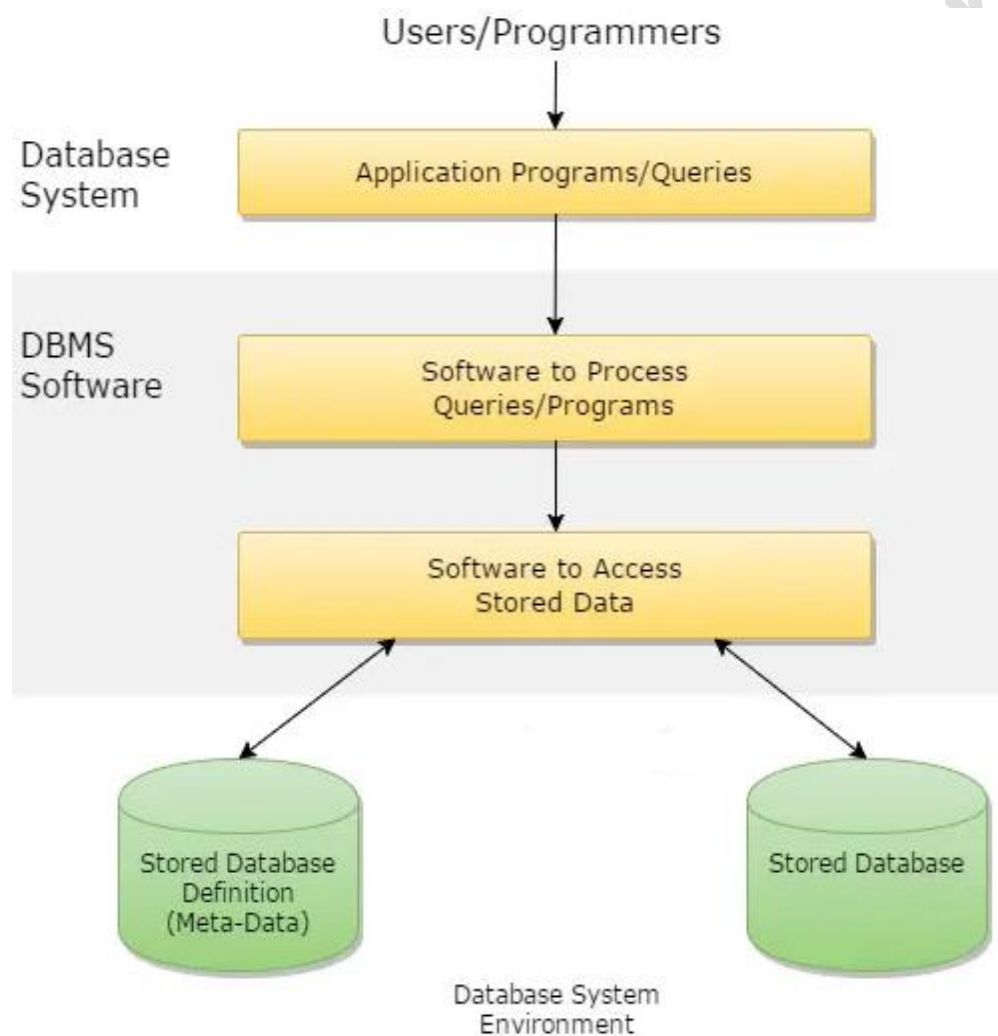 Users/Programmers
Database
System
Application Programs/Queries
DBMS
Software
Software to Process
Queries/Programs
Software to Access
Stored Data
Stored Database
Definition
(Meta-Data)
Stored Database
Database System
Environment